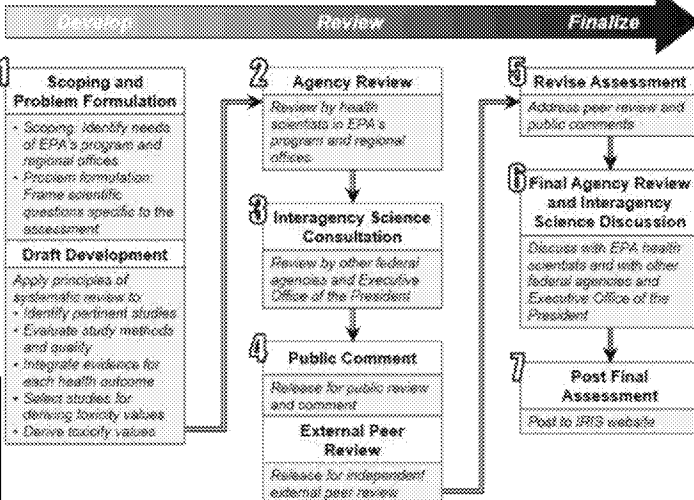 Develop Review Finalize
1
Scoping and
Problem Formulation
• Scoping: Identify needs
of EPA's program and
regional offices
• Problem formulation:
Frame scientific
questions specific to the
assessment
Draft Development
Apply principles of
systematic review to
• Identify pertinent studies
• Evaluate study methods
and quality
• Integrate evidence for
each health outcome
• Select studies for
deriving toxicity values
• Derive toxicity values
2
Agency Review
Review by health
scientists in EPA's
program and regional
offices
3
Interagency Science
Consultation
Review by other federal
agencies and Executive
Office of the President
4
Public Comment
Release for public review
and comment
External Peer
Review
Release for independent
external peer review
5
Revise Assessment
Address peer review and
public comments
6
Final Agency Review
and Interagency
Science Discussion
Discuss with EPA health
scientists and with other
federal agencies and
Executive Office of the
President
7
Post Final
Assessment
Post to IRIS website